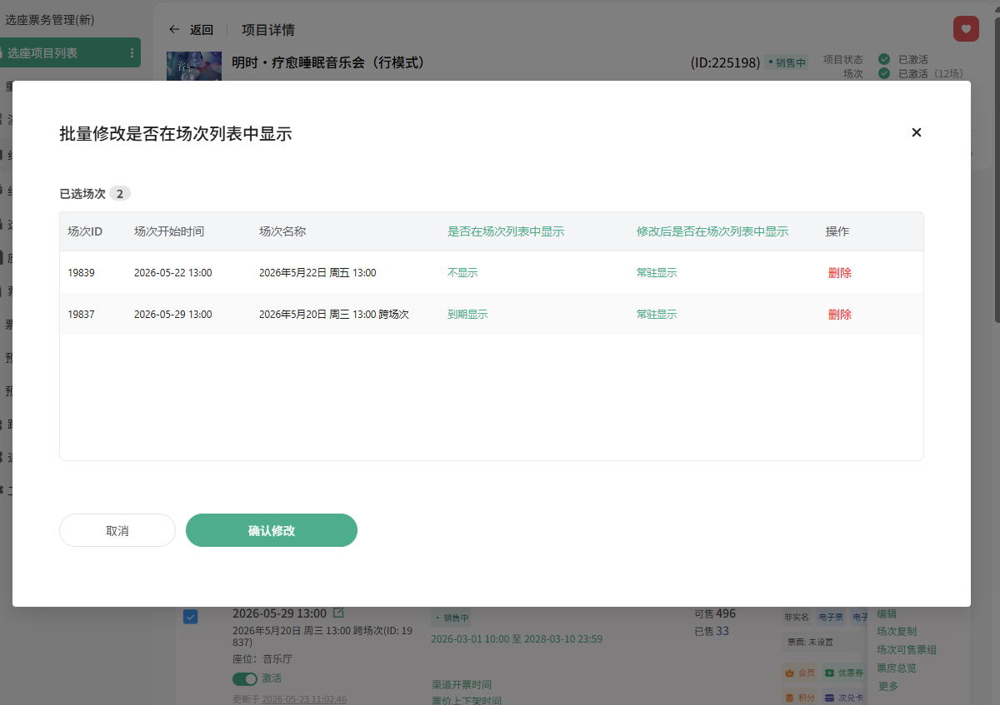 选座票务管理(新)
选座项目列表
返回
项目详情
明时·疗愈睡眠音乐会（行模式）
(ID:225198)
销售中
项目状态
已激活
场次
已激活（12场）
批量修改是否在场次列表中显示
已选场次 2
场次ID 场次开始时间 场次名称 是否在场次列表中显示 修改后是否在场次列表中显示 操作
19839 2026-05-22 13:00 2026年5月22日 周五 13:00 不显示 常驻显示 删除
19837 2026-05-29 13:00 2026年5月20日 周三 13:00 跨场次 到期显示 常驻显示 删除
取消
确认修改
2026-05-29 13:00
2026年5月20日 周三 13:00 跨场次(ID: 19
837)
座位：音乐厅
激活
更新于 2026-05-23 11:02:46
销售中
2026-03-01 10:00 至 2028-03-10 23:59
渠道开票时间
票价上下架时间
可售 496
已售 33
非实名 电子票 电子
票面: 未设置
会员 优惠券
积分 次兑卡
编辑
场次复制
场次可售票组
票房总览
更多